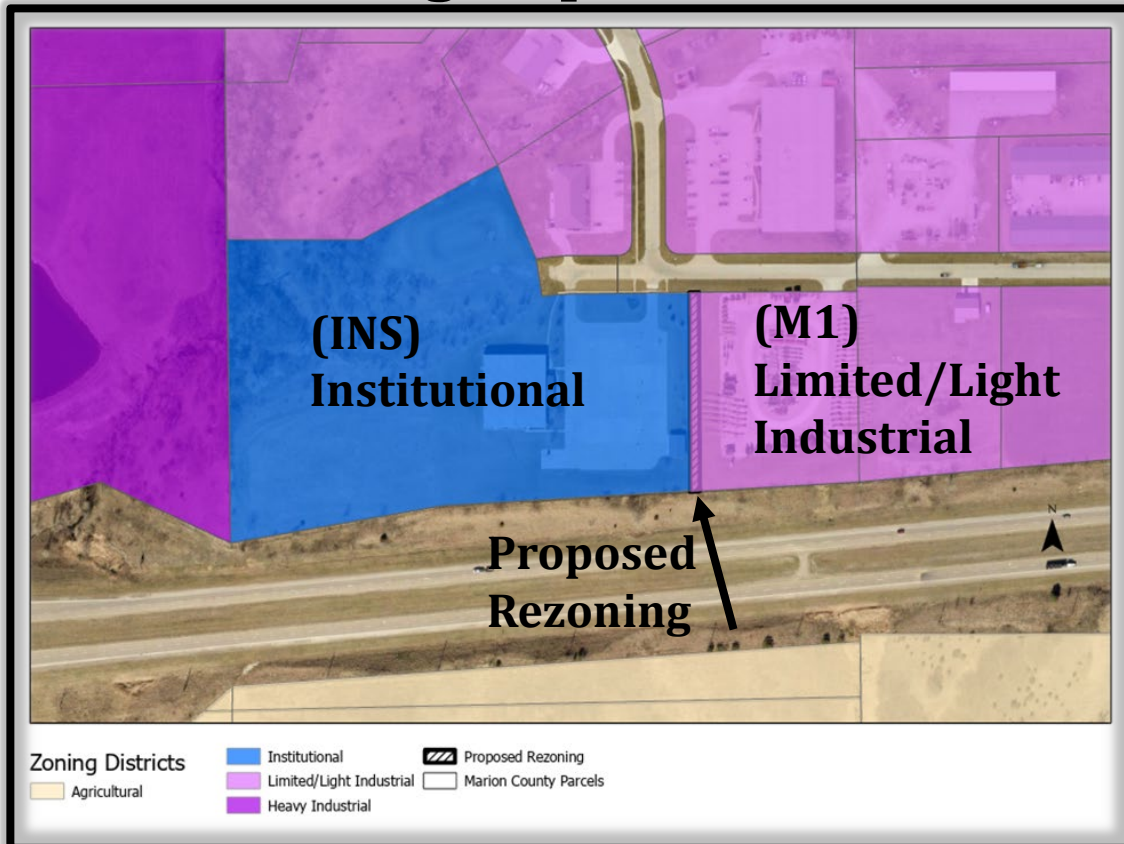 (INS)
Institutional
(M1)
Limited/Light
Industrial
Proposed
Rezoning
N
Zoning Districts
Agricultural
Institutional
Limited/Light Industrial
Heavy Industrial
Proposed Rezoning
Marion County Parcels